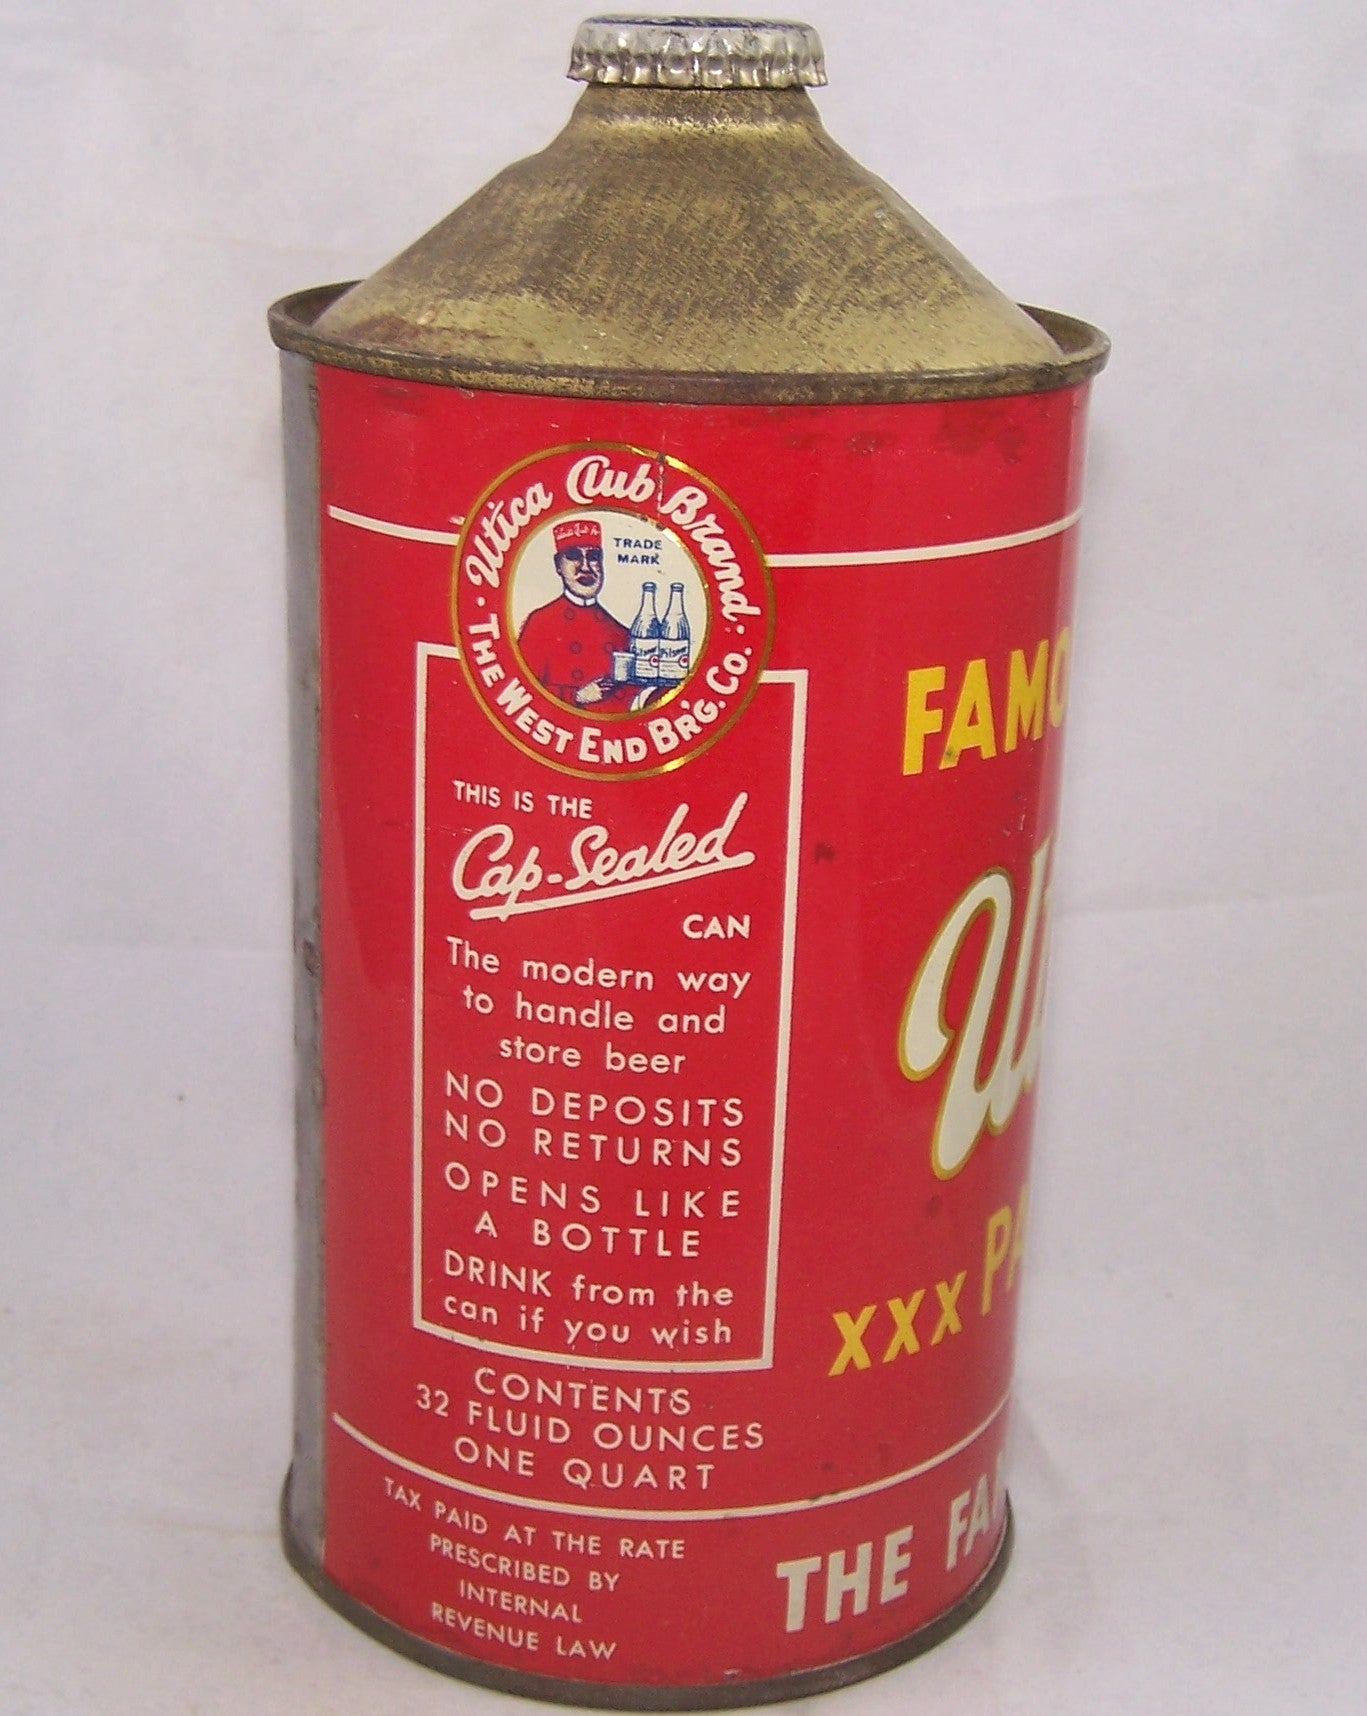 Utica Club Brand
THE WEST END BRG. CO.
TRADE
MARK
Pilsner
Pilsner
THIS IS THE
Cap-Sealed
CAN
The modern way
to handle and
store beer
NO DEPOSITS
NO RETURNS
OPENS LIKE
A BOTTLE
DRINK from the
can if you wish
CONTENTS
32 FLUID OUNCES
ONE QUART
TAX PAID AT THE RATE
PRESCRIBED BY
INTERNAL
REVENUE LAW
FAMO
Ut
XXX PA
THE FA